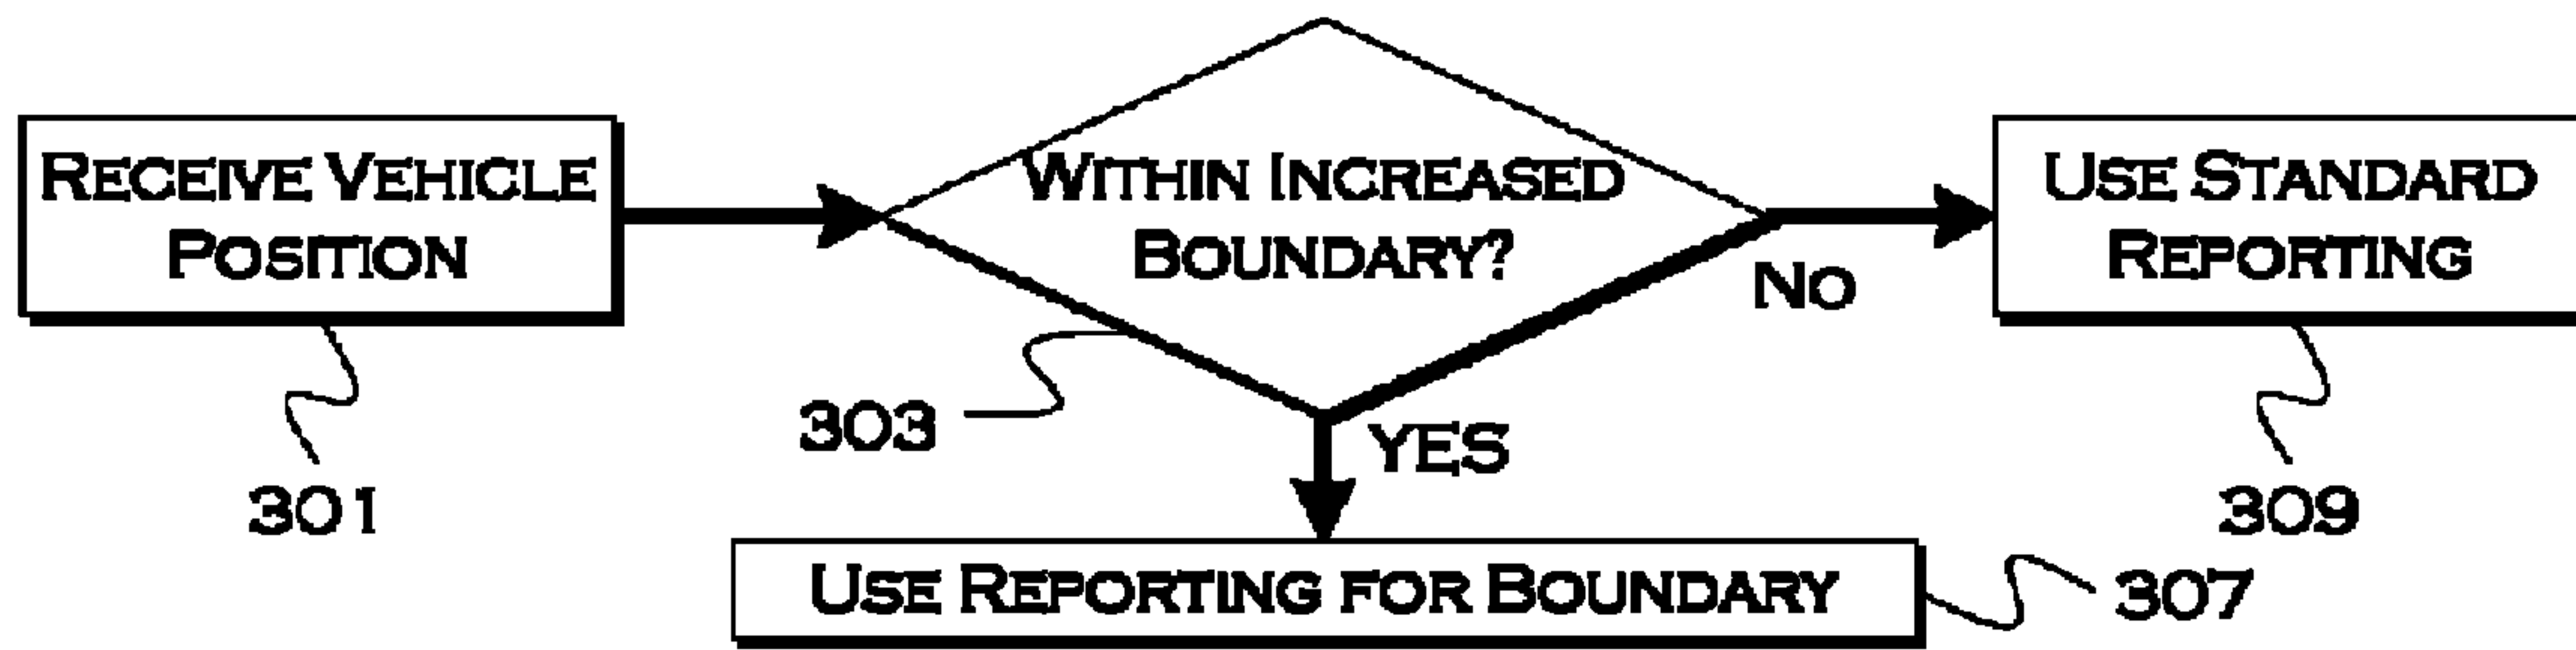 RECEIVE VEHICLE
POSITION
WITHIN INCREASED
BOUNDARY?
USE STANDARD
REPORTING
NO
YES
303
301
309
USE REPORTING FOR BOUNDARY
307